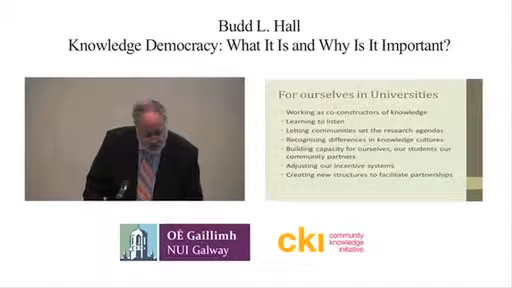 Budd L. Hall
Knowledge Democracy: What It Is and Why Is It Important?
For ourselves in Universities
Working as co-constructors of knowledge
Learning to listen
Letting communities set the research agendas
Recognising differences in knowledge cultures
Building capacity for ourselves, our students our
community partners
Adjusting our incentive systems
Creating new structures to facilitate partnerships
OÉ Gaillimh
NUI Galway
cki
community
knowledge
initiative